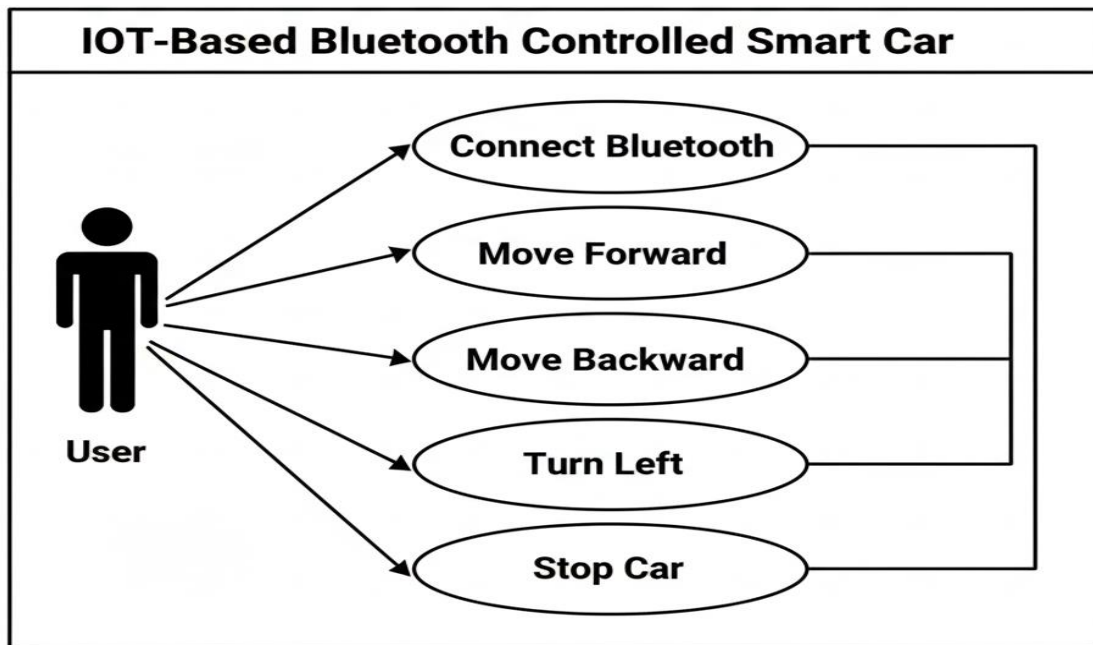 IOT-Based Bluetooth Controlled Smart Car
Connect Bluetooth
Move Forward
Move Backward
User
Turn Left
Stop Car